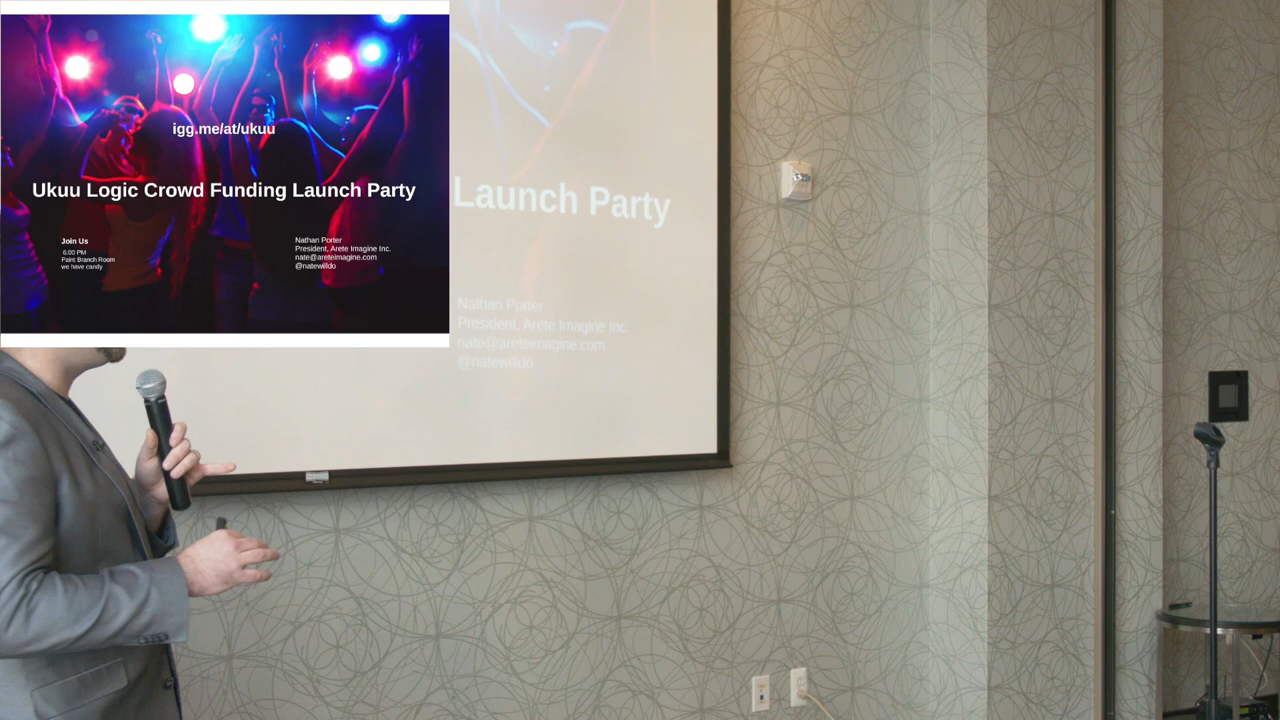 igg.me/at/ukuu
Ukuu Logic Crowd Funding Launch Party
Join Us
6:00 PM
Paint Branch Room
we have candy
Nathan Porter
President, Arete Imagine Inc.
nate@areteimagine.com
@natewilldo
Launch Party
Nathan Porter
President, Arete Imagine Inc.
nate@areteimagine.com
@natewilldo